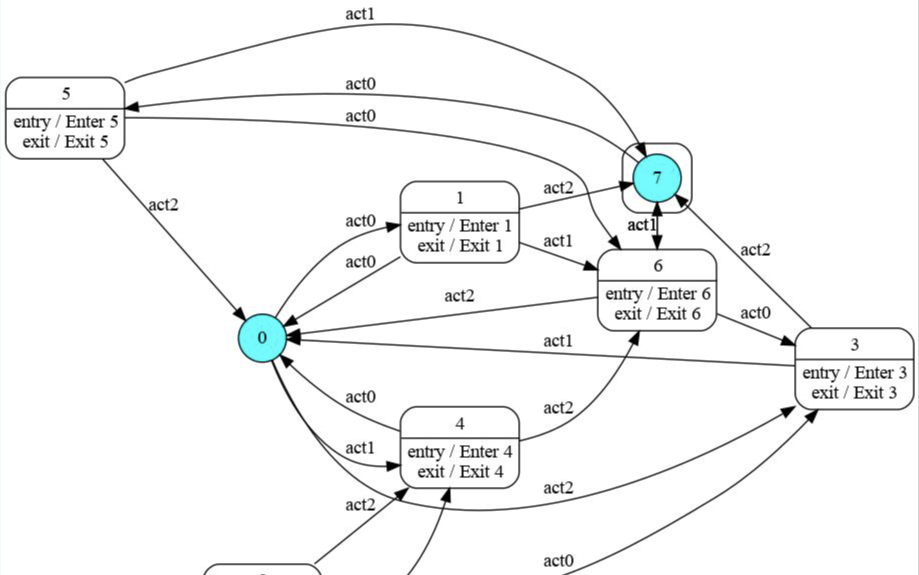 act1
act0
5
entry / Enter 5
exit / Exit 5
act0
7
act2
1
entry / Enter 1
exit / Exit 1
act2
act1
act0
act1
act0
6
entry / Enter 6
exit / Exit 6
act2
act2
act0
0
act1
3
entry / Enter 3
exit / Exit 3
act0
4
entry / Enter 4
exit / Exit 4
act2
act1
act2
act2
act0